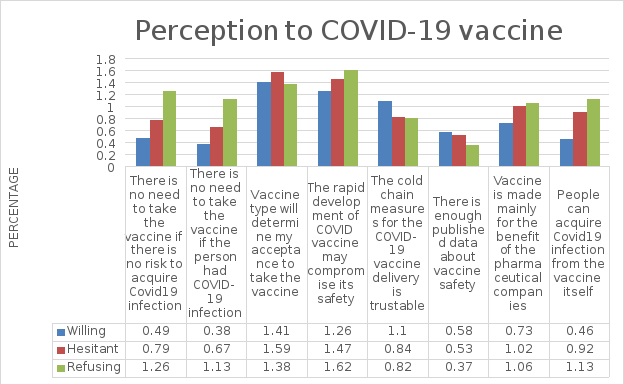 Perception to COVID-19 vaccine
PERCENTAGE
1.8
1.6
1.4
1.2
1
0.8
0.6
0.4
0.2
0
There is
no need
to take
the
vaccine if
there is
no risk to
acquire
Covid19
infection
There is
no need
to take
the
vaccine
if the
person
had
COVID-
19
infection
Vaccine
type will
determi
ne my
accepta
nce to
take the
vaccine
The rapid
develop
ment of
COVID
vaccine
may
comprom
ise its
safety
The cold
chain
measure
s for the
COVID-
19
vaccine
delivery
is
trustable
There is
enough
publishe
d data
about
vaccine
safety
Vaccine
is made
mainly
for the
benefit
of the
pharma
ceutical
compan
ies
People
can
acquire
Covid19
infection
from the
vaccine
itself
Willing 0.49 0.38 1.41 1.26 1.1 0.58 0.73 0.46
Hesitant 0.79 0.67 1.59 1.47 0.84 0.53 1.02 0.92
Refusing 1.26 1.13 1.38 1.62 0.82 0.37 1.06 1.13